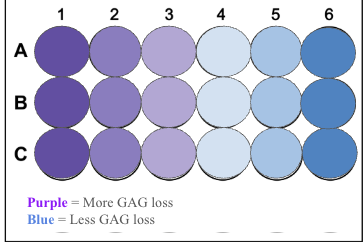 1 2 3 4 5 6
A
B
C
Purple = More GAG loss
Blue = Less GAG loss